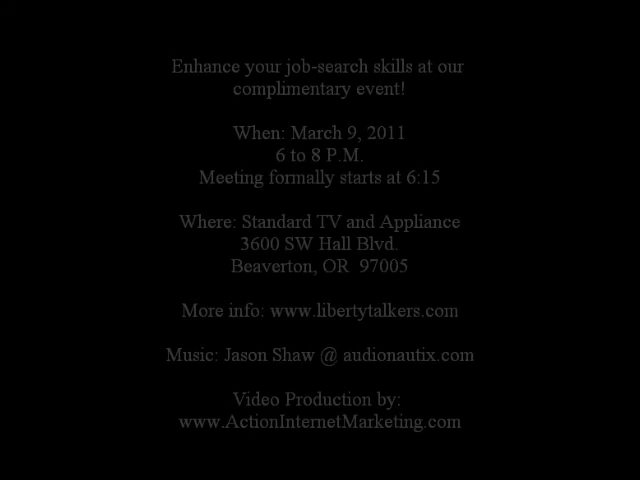 Enhance your job-search skills at our
complimentary event!
When: March 9, 2011
6 to 8 P.M.
Meeting formally starts at 6:15
Where: Standard TV and Appliance
3600 SW Hall Blvd.
Beaverton, OR  97005
More info: www.libertytalkers.com
Music: Jason Shaw @ audionautix.com
Video Production by:
www.ActionInternetMarketing.com